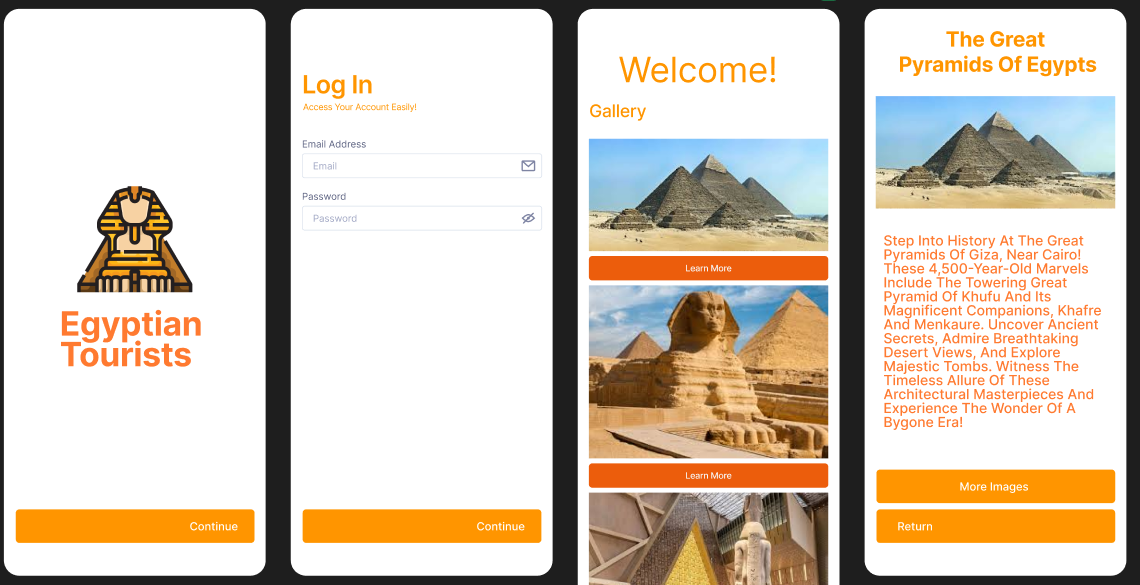 Egyptian
Tourists
Continue
Log In
Access Your Account Easily!
Email Address
Email
Password
Password
Continue
Welcome!
Gallery
Learn More
Learn More
The Great
Pyramids Of Egypts
Step Into History At The Great
Pyramids Of Giza, Near Cairo!
These 4,500-Year-Old Marvels
Include The Towering Great
Pyramid Of Khufu And Its
Magnificent Companions, Khafre
And Menkaure. Uncover Ancient
Secrets, Admire Breathtaking
Desert Views, And Explore
Majestic Tombs. Witness The
Timeless Allure Of These
Architectural Masterpieces And
Experience The Wonder Of A
Bygone Era!
More Images
Return